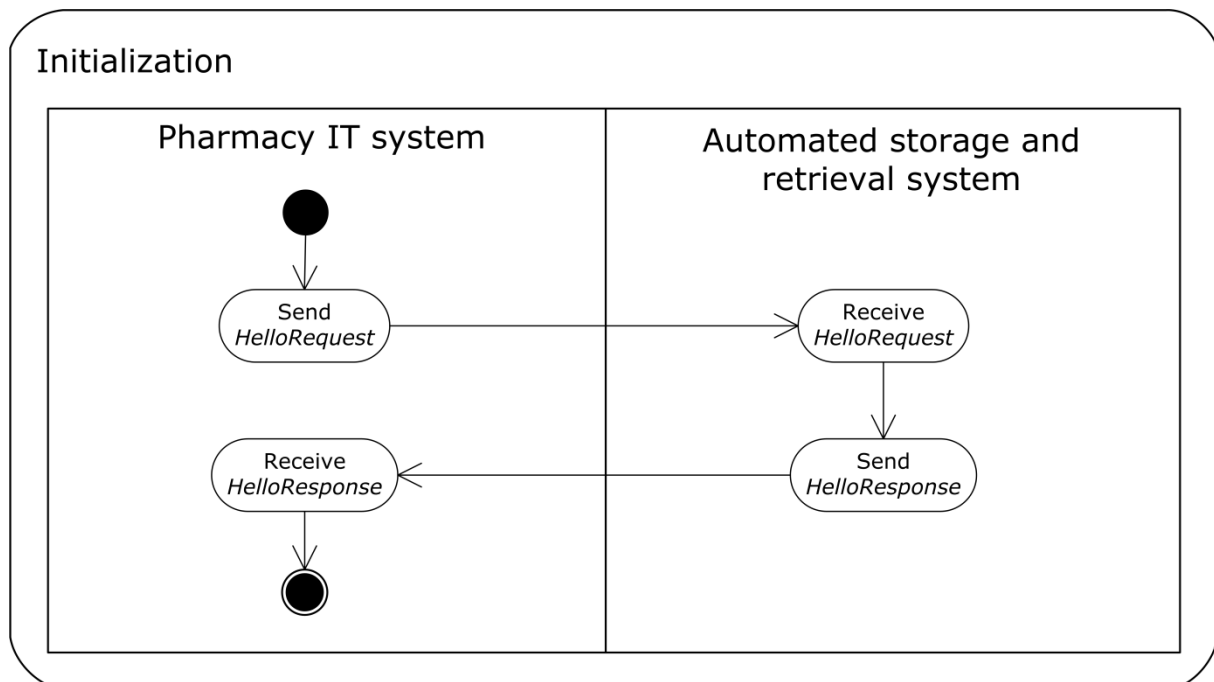 Initialization
Pharmacy IT system
Automated storage and
retrieval system
Send
HelloRequest
Receive
HelloRequest
Receive
HelloResponse
Send
HelloResponse